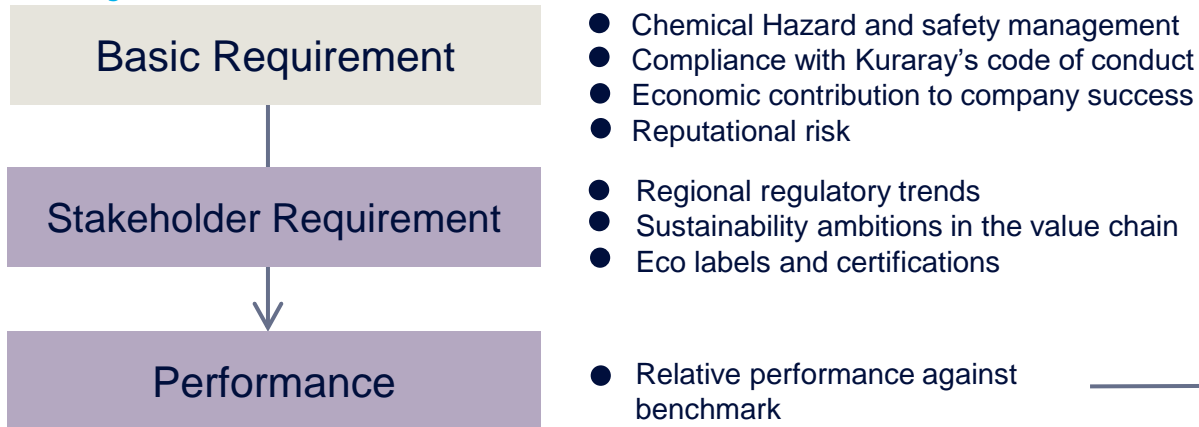 Basic Requirement
Chemical Hazard and safety management
Compliance with Kuraray's code of conduct
Economic contribution to company success
Reputational risk
Stakeholder Requirement
Regional regulatory trends
Sustainability ambitions in the value chain
Eco labels and certifications
Performance
Relative performance against
benchmark